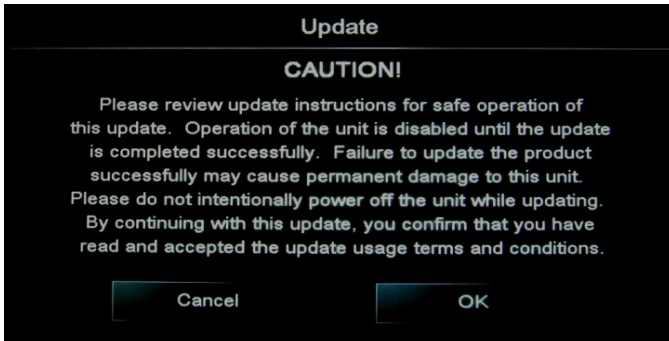 Update
CAUTION!
Please review update instructions for safe operation of
this update. Operation of the unit is disabled until the update
is completed successfully. Failure to update the product
successfully may cause permanent damage to this unit.
Please do not intentionally power off the unit while updating.
By continuing with this update, you confirm that you have
read and accepted the update usage terms and conditions.
Cancel
OK